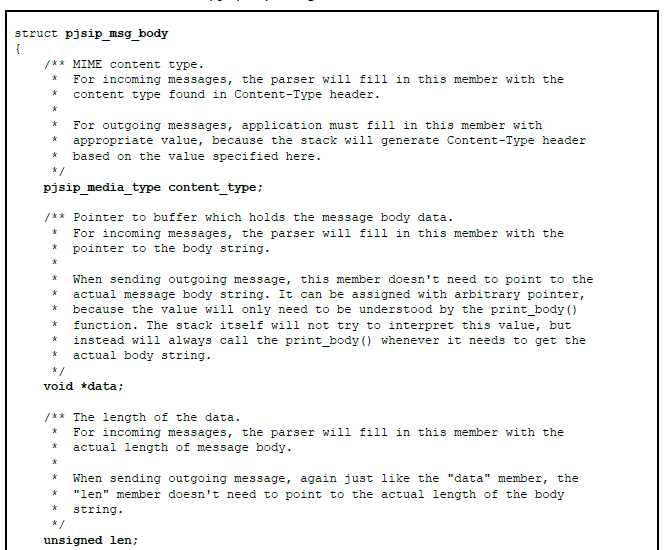 struct pjsip_msg_body
{
/** MIME content type.
* For incoming messages, the parser will fill in this member with the
* content type found in Content-Type header.
*
* For outgoing messages, application must fill in this member with
* appropriate value, because the stack will generate Content-Type header
* based on the value specified here.
*/
pjsip_media_type content_type;
/** Pointer to buffer which holds the message body data.
* For incoming messages, the parser will fill in this member with the
* pointer to the body string.
*
* When sending outgoing message, this member doesn't need to point to the
* actual message body string. It can be assigned with arbitrary pointer,
* because the value will only need to be understood by the print_body()
* function. The stack itself will not try to interpret this value, but
* instead will always call the print_body() whenever it needs to get the
* actual body string.
*/
void *data;
/** The length of the data.
* For incoming messages, the parser will fill in this member with the
* actual length of message body.
*
* When sending outgoing message, again just like the "data" member, the
* "len" member doesn't need to point to the actual length of the body
* string.
*/
unsigned len;